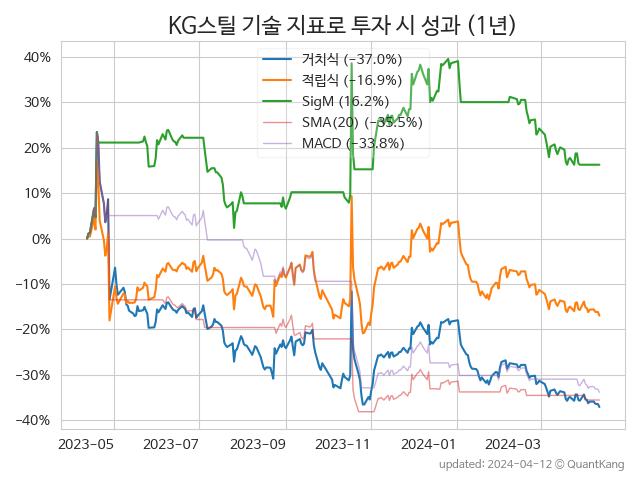 KG스틸 기술 지표로 투자 시 성과 (1년)
거치식 (−37.0%)
적립식 (−16.9%)
SigM (16.2%)
SMA(20) (−35.5%)
MACD (−33.8%)
40%
30%
20%
10%
0%
−10%
−20%
−30%
−40%
2023-05 2023-07 2023-09 2023-11 2024-01 2024-03
updated: 2024-04-12 © QuantKang